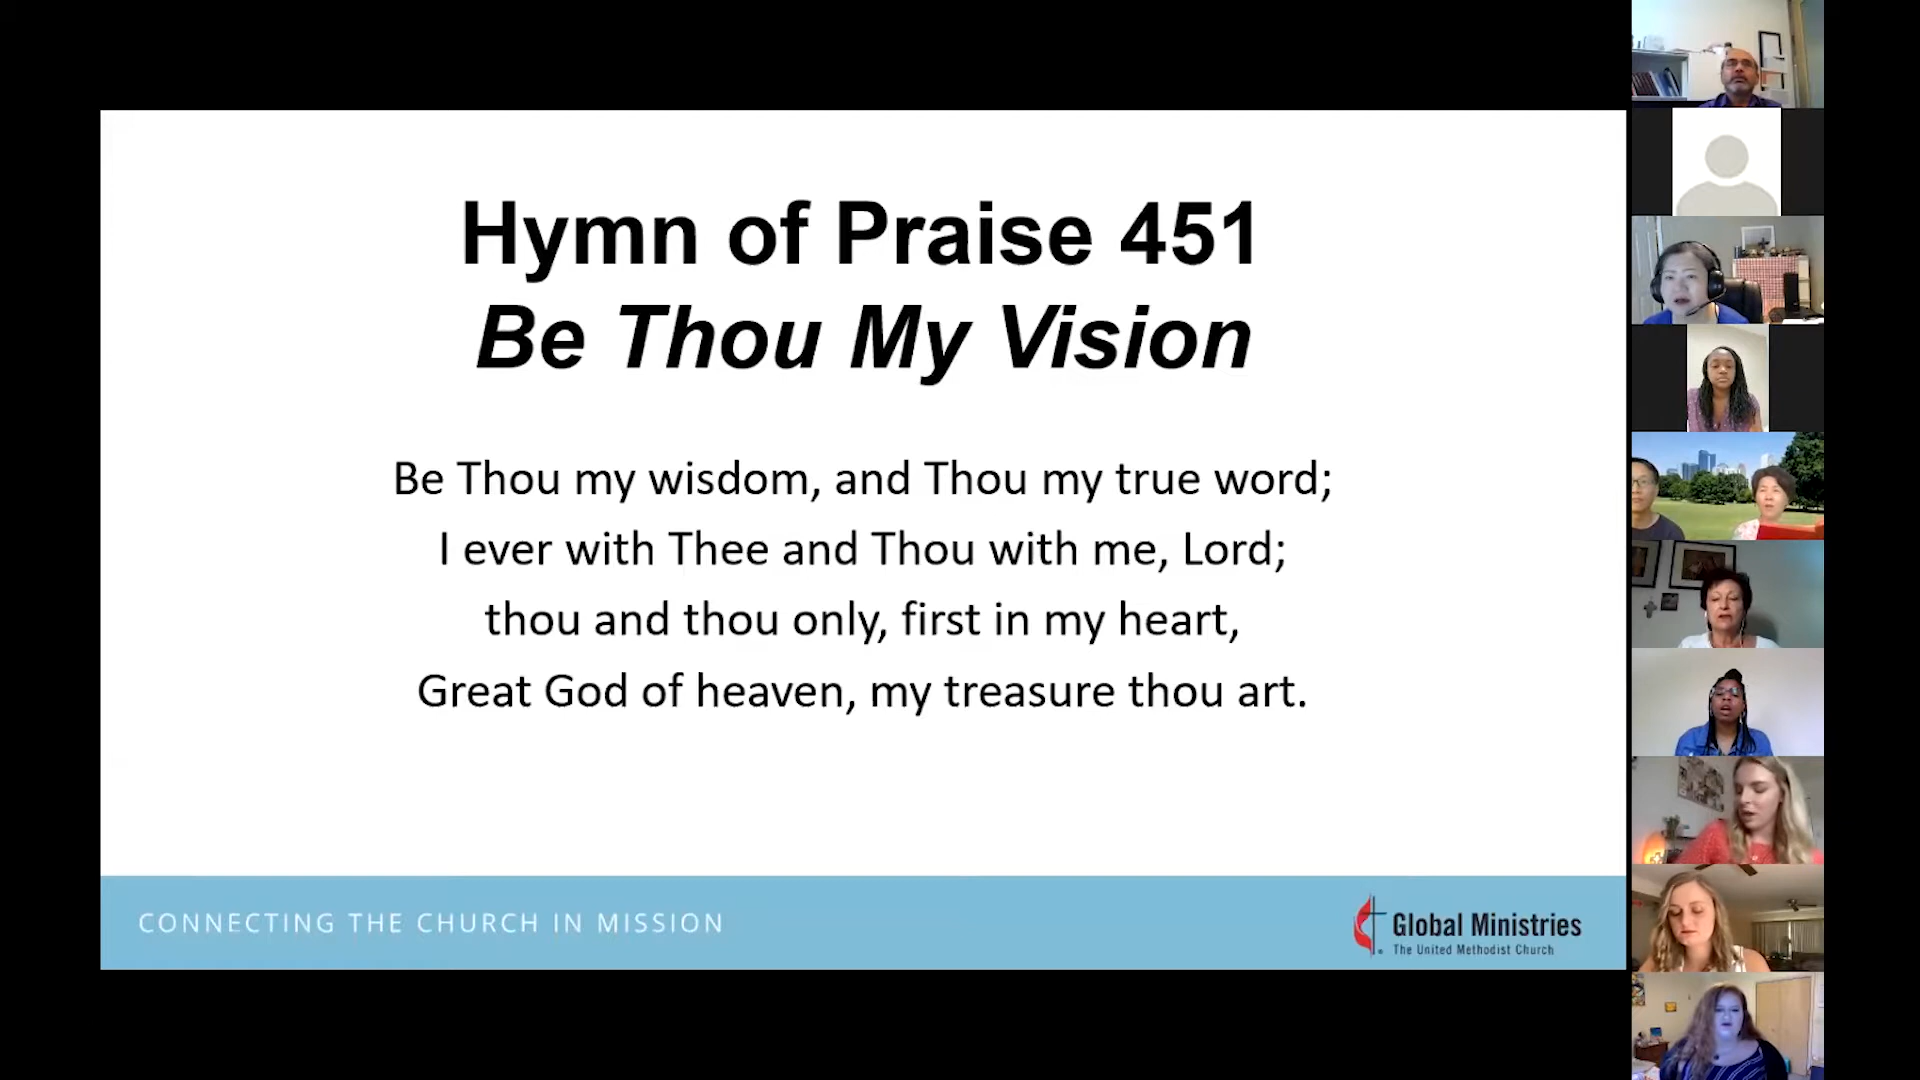 Hymn of Praise 451
Be Thou My Vision
Be Thou my wisdom, and Thou my true word;
I ever with Thee and Thou with me, Lord;
thou and thou only, first in my heart,
Great God of heaven, my treasure thou art.
CONNECTING THE CHURCH IN MISSION
Global Ministries
The United Methodist Church